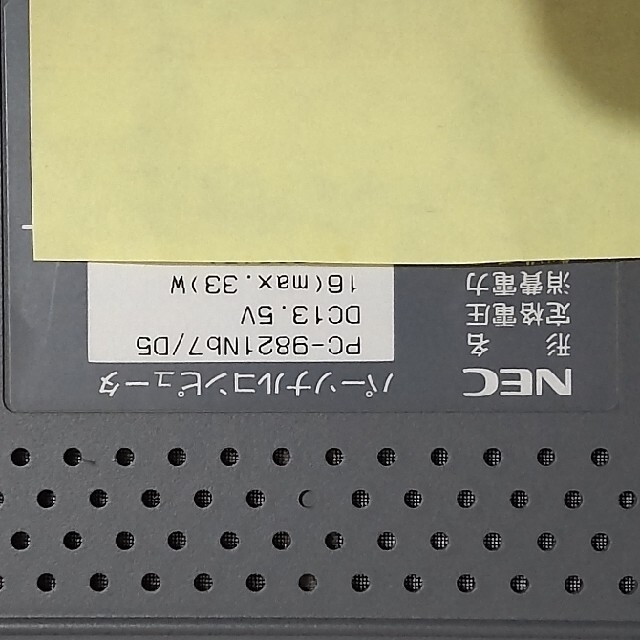 NEC パーソナルコンピュータ
形名 PC-9821Nb7/D5
定格電圧 DC13.5V
消費電力 16(max.33)W